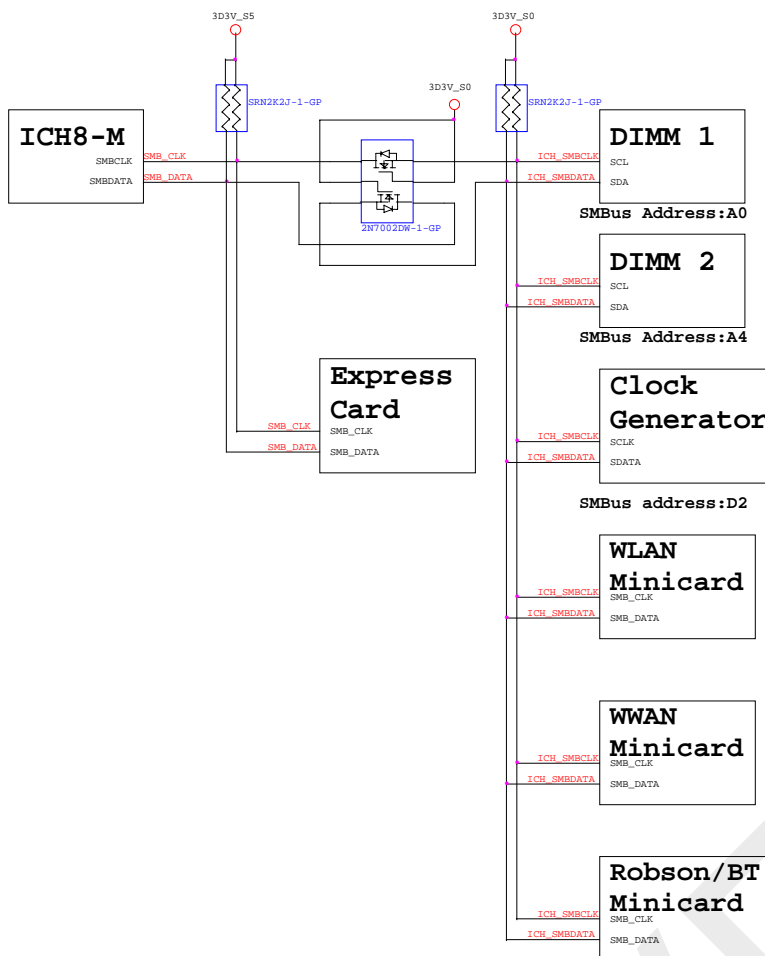 3D3V_S5
3D3V_S0
SRN2K2J-1-GP
3D3V_S0
SRN2K2J-1-GP
ICH8-M
SMBCLK
SMB_CLK
SMBDATA
SMB_DATA
2N7002DW-1-GP
DIMM 1
ICH_SMBCLK
SCL
ICH_SMBDATA
SDA
SMBus Address:A0
DIMM 2
ICH_SMBCLK
SCL
ICH_SMBDATA
SDA
SMBus Address:A4
Express
Card
SMB_CLK
SMB_CLK
SMB_DATA
SMB_DATA
Clock
Generator
ICH_SMBCLK
SCLK
ICH_SMBDATA
SDATA
SMBus address:D2
WLAN
Minicard
ICH_SMBCLK
SMB_CLK
ICH_SMBDATA
SMB_DATA
WWAN
Minicard
ICH_SMBCLK
SMB_CLK
ICH_SMBDATA
SMB_DATA
Robson/BT
Minicard
ICH_SMBCLK
SMB_CLK
ICH_SMBDATA
SMB_DATA